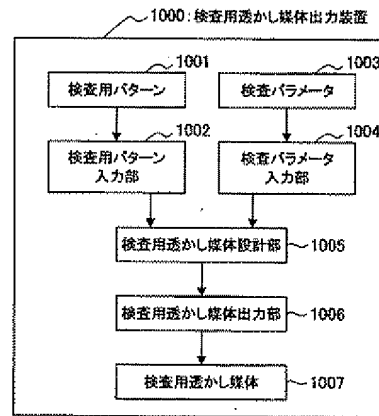 1000:検査用透かし媒体出力装置
1001
1003
検査用パターン
検査パラメータ
1002
1004
検査用パターン
入力部
検査パラメータ
入力部
検査用透かし媒体設計部
1005
検査用透かし媒体出力部
1006
検査用透かし媒体
1007